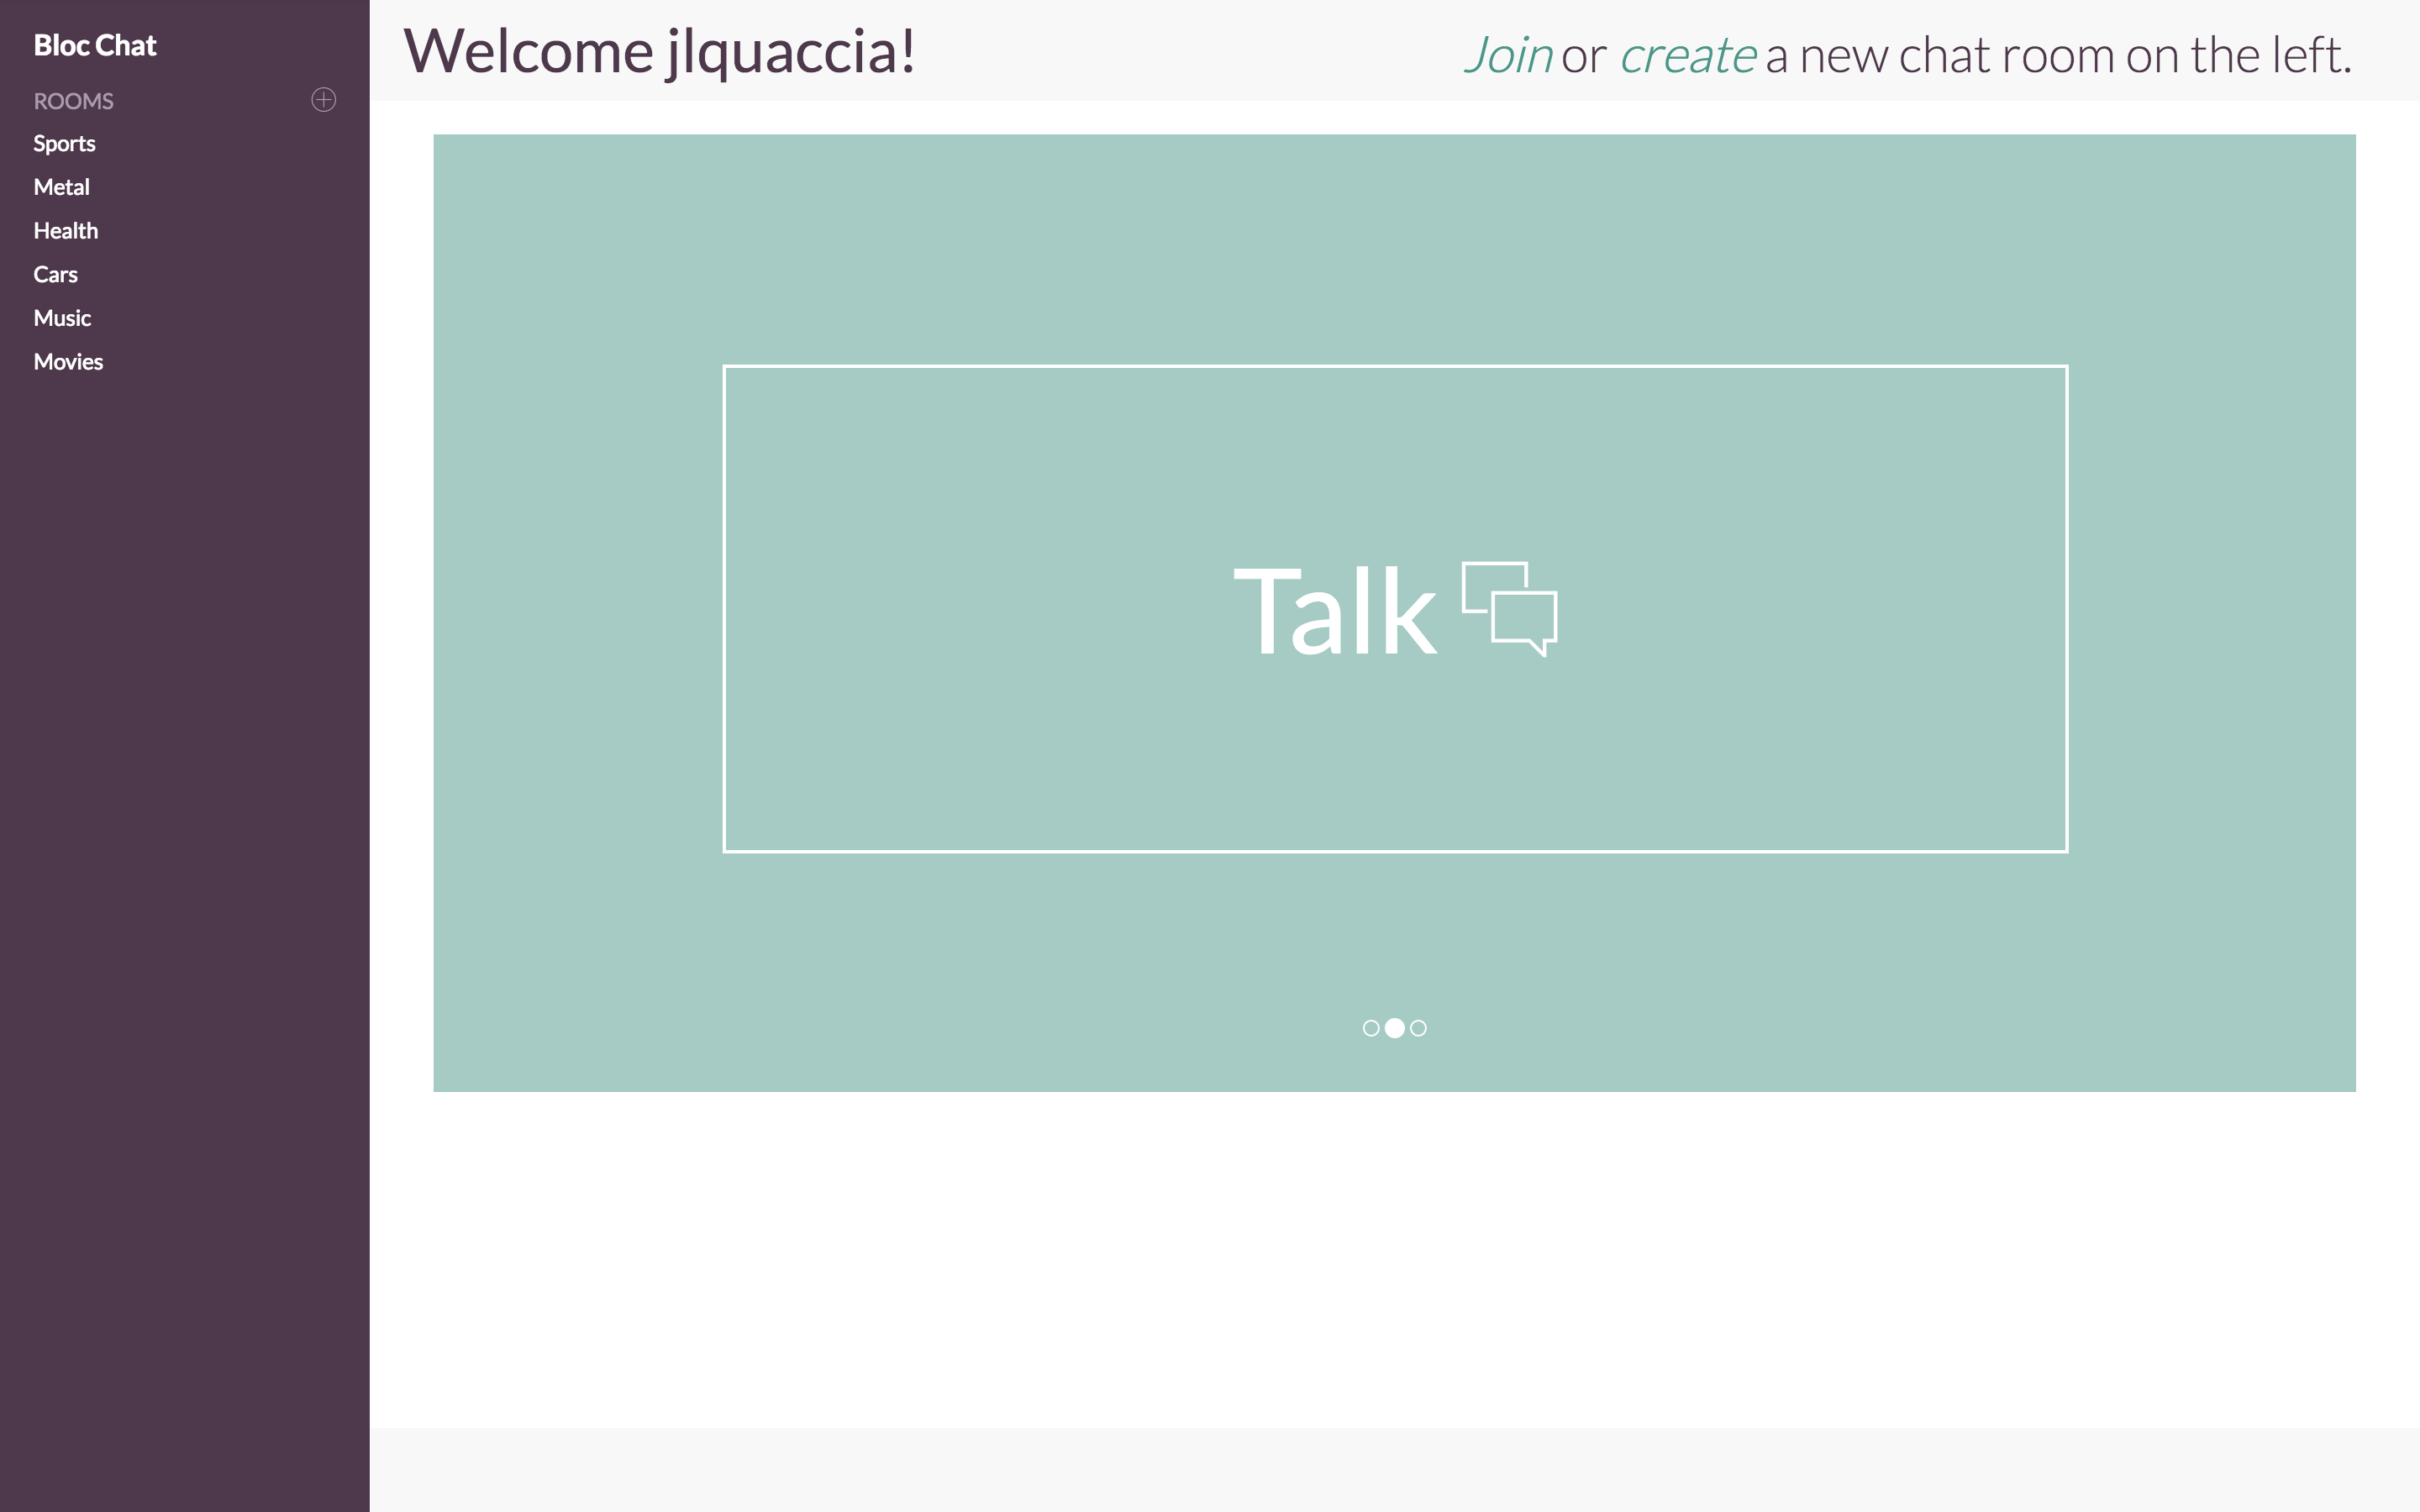 Bloc Chat
ROOMS
Sports
Metal
Health
Cars
Music
Movies
Welcome jlquaccia!
Join or create a new chat room on the left.
Talk